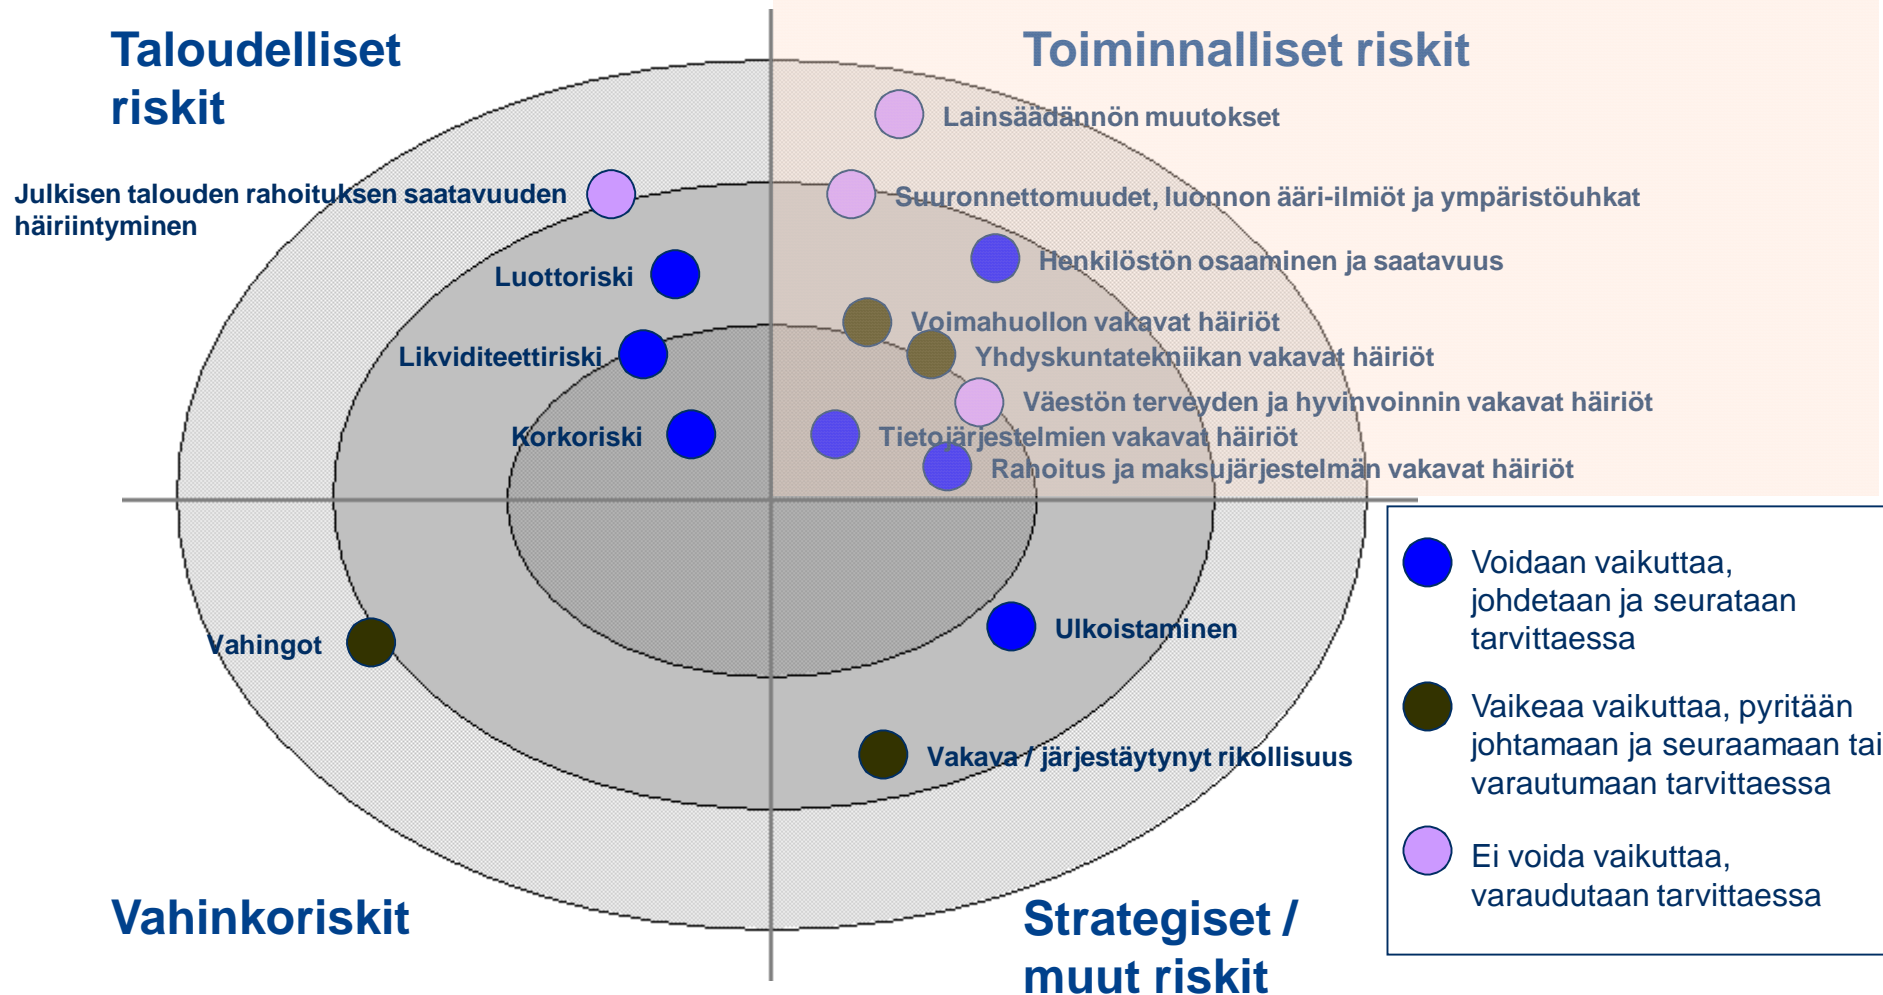 Taloudelliset
riskit
Toiminnalliset riskit
Lainsäädännön muutokset
Julkisen talouden rahoituksen saatavuuden
häiriintyminen
Suuronnettomuudet, luonnon ääri-ilmiöt ja ympäristöuhkat
Henkilöstön osaaminen ja saatavuus
Luottoriski
Voimahuollon vakavat häiriöt
Likviditeettiriski
Yhdyskuntatekniikan vakavat häiriöt
Väestön terveyden ja hyvinvoinnin vakavat häiriöt
Korkoriski
Tietojärjestelmien vakavat häiriöt
Rahoitus ja maksujärjestelmän vakavat häiriöt
Vahingot
Ulkoistaminen
Vakava / järjestäytynyt rikollisuus
Voidaan vaikuttaa,
johdetaan ja seurataan
tarvittaessa
Vaikeaa vaikuttaa, pyritään
johtamaan ja seuraamaan tai
varautumaan tarvittaessa
Ei voida vaikuttaa,
varaudutaan tarvittaessa
Vahinkoriskit
Strategiset /
muut riskit